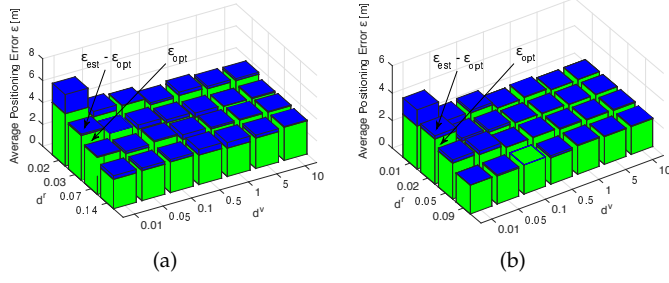 Average Positioning Error ε [m]
8
6
4
2
0
ε_est - ε_opt
ε_opt
0.02
0.03
0.07
0.14
d^r
0.01
0.05
0.1
0.5
1
5
10
d^v
(a)
Average Positioning Error ε [m]
6
4
2
0
ε_est - ε_opt
ε_opt
0.01
0.02
0.05
0.09
d^r
0.01
0.05
0.1
0.5
1
5
10
d^v
(b)